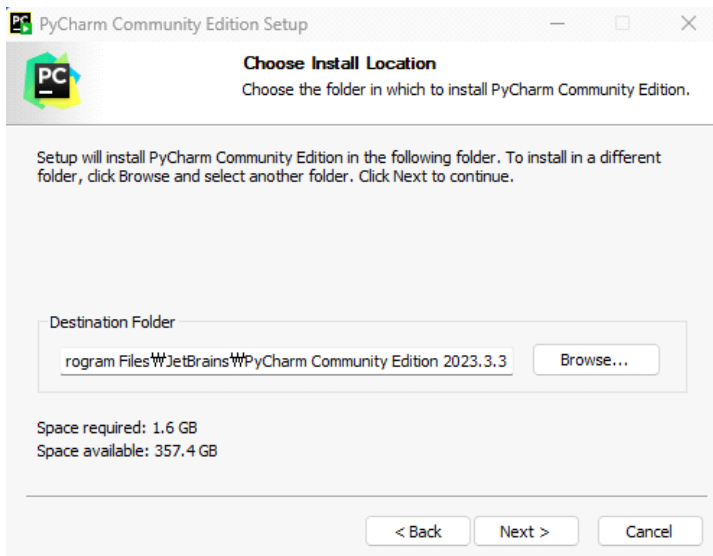 PyCharm Community Edition Setup
PC
Choose Install Location
Choose the folder in which to install PyCharm Community Edition.
Setup will install PyCharm Community Edition in the following folder. To install in a different
folder, click Browse and select another folder. Click Next to continue.
Destination Folder
rogram Files₩JetBrains₩PyCharm Community Edition 2023.3.3
Browse...
Space required: 1.6 GB
Space available: 357.4 GB
< Back Next > Cancel